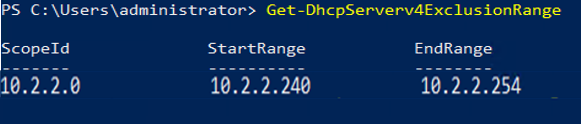 PS C:\Users\administrator> Get-DhcpServerv4ExclusionRange
ScopeId StartRange EndRange
------- ---------- --------
10.2.2.0 10.2.2.240 10.2.2.254